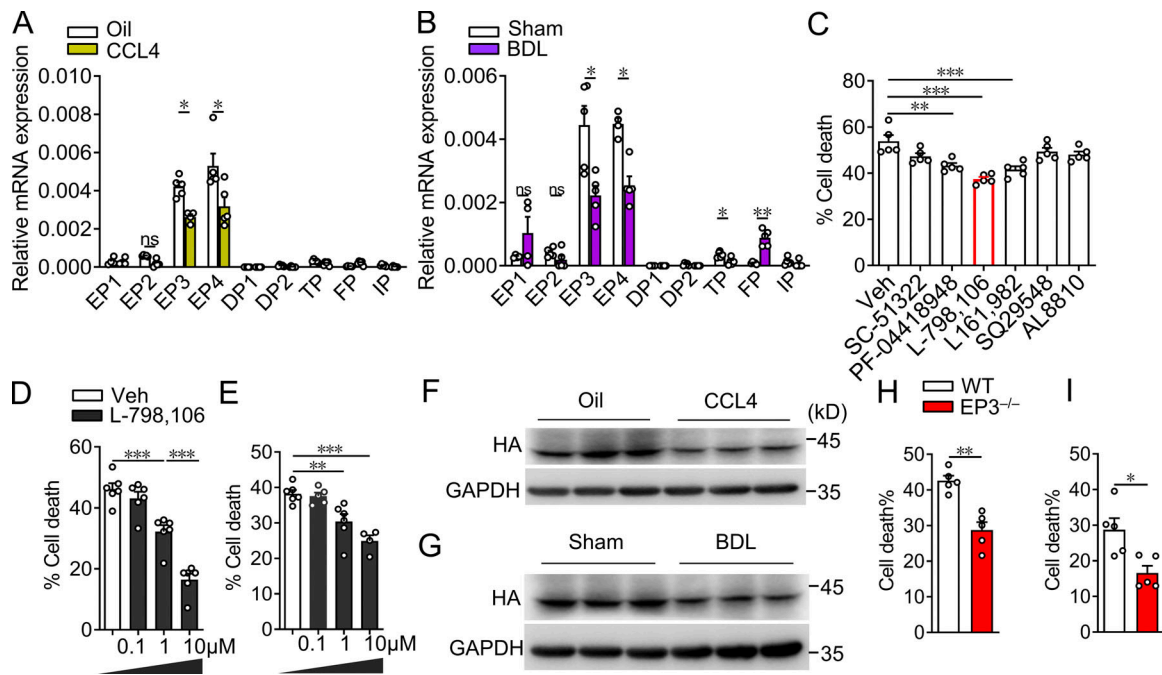 A
Oil
CCL4
Relative mRNA expression
0.010
0.008
0.006
0.004
0.002
0.000
ns
*
*
EP1
EP2
EP3
EP4
DP1
DP2
TP
FP
IP
B
Sham
BDL
Relative mRNA expression
0.006
0.004
0.002
0.000
ns
ns
*
*
*
**
EP1
EP2
EP3
EP4
DP1
DP2
TP
FP
IP
C
% Cell death
80
60
40
20
0
***
***
**
Veh
SC-51322
PF-04418948
L-798,106
L161,982
SQ29548
AL8810
D
Veh
L-798,106
% Cell death
60
40
20
0
***
***
0.1 1 10μM
E
% Cell death
40
30
20
10
0
***
**
0.1 1 10μM
F
Oil CCL4 (kD)
HA
45
GAPDH
35
G
Sham BDL
HA
45
GAPDH
35
H
WT
EP3−/−
Cell death%
50
40
30
20
10
0
**
I
Cell death%
50
40
30
20
10
0
*